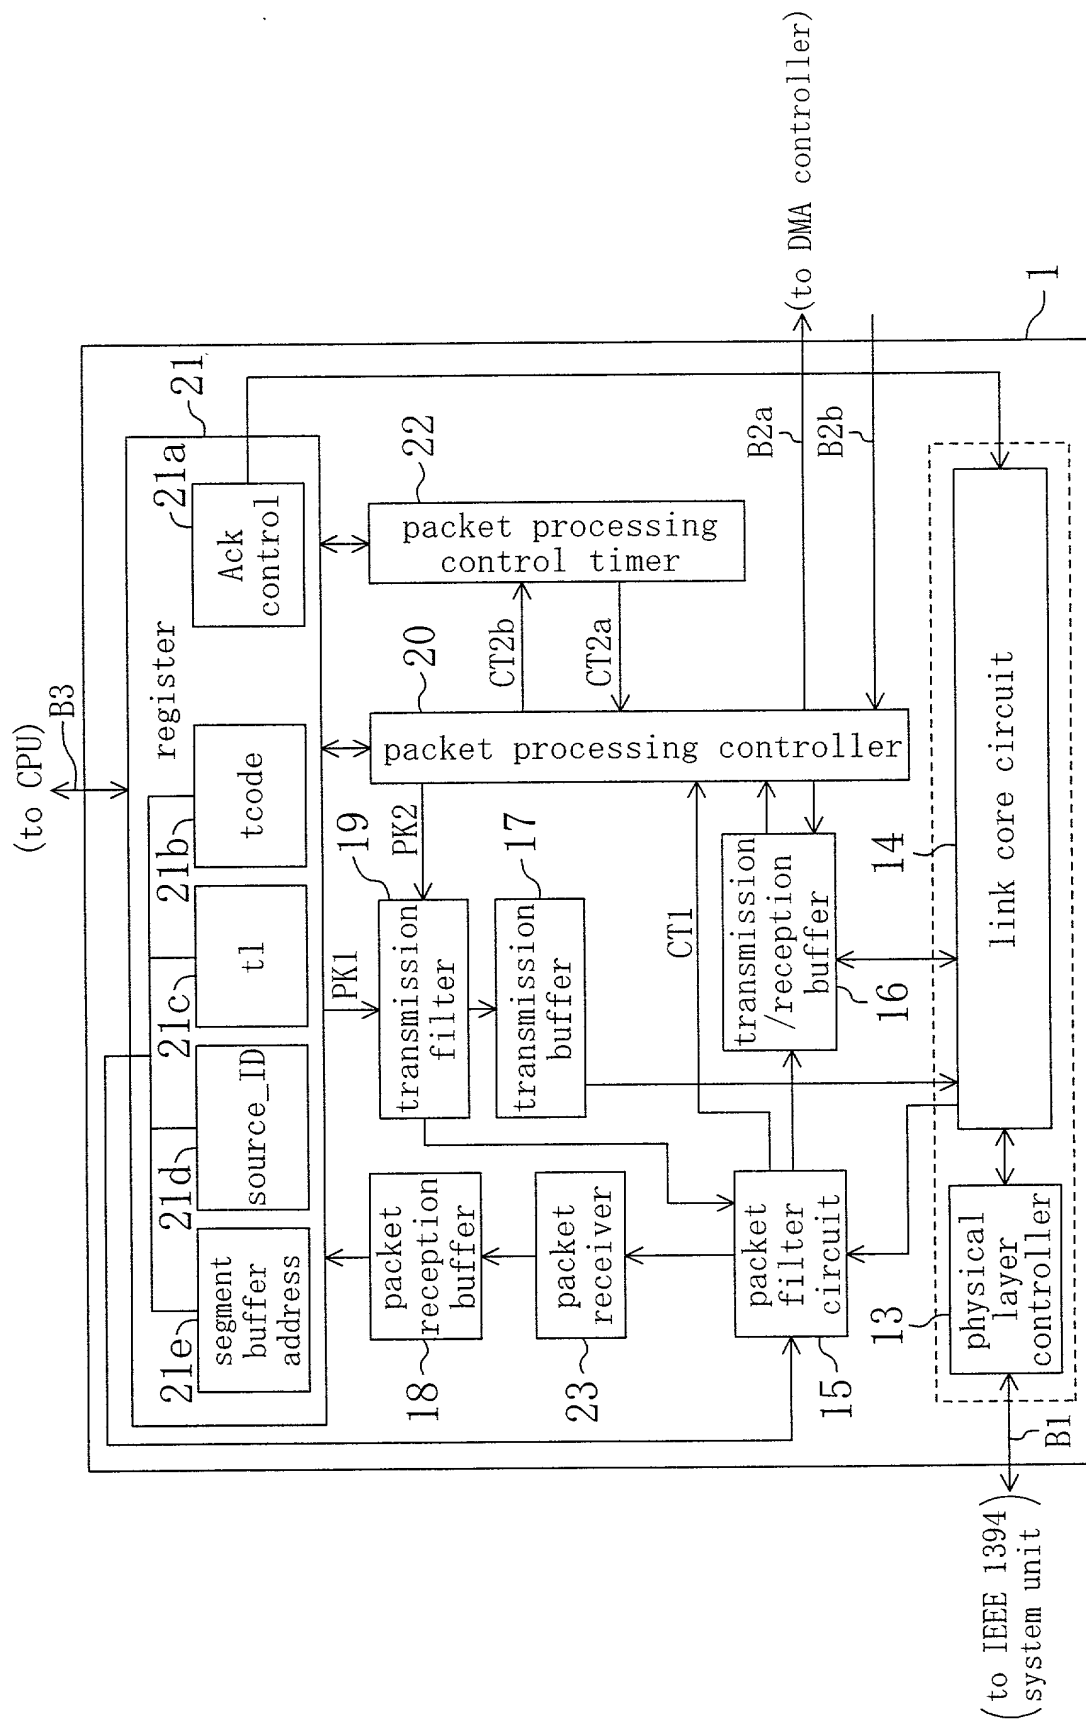 (to CPU)
B3
21
register
21e
segment
buffer
address
21d
source_ID
21c
tl
21b
tcode
21a
Ack
control
PK1
18
packet
reception
buffer
19
transmission
filter
PK2
20
packet processing controller
CT2b
CT2a
22
packet processing
control timer
23
packet
receiver
17
transmission
buffer
CT1
15
packet
filter
circuit
16
transmission
/reception
buffer
B2a
B2b
(to DMA controller)
13
physical
layer
controller
14
link core circuit
B1
(to IEEE 1394
system unit)
1